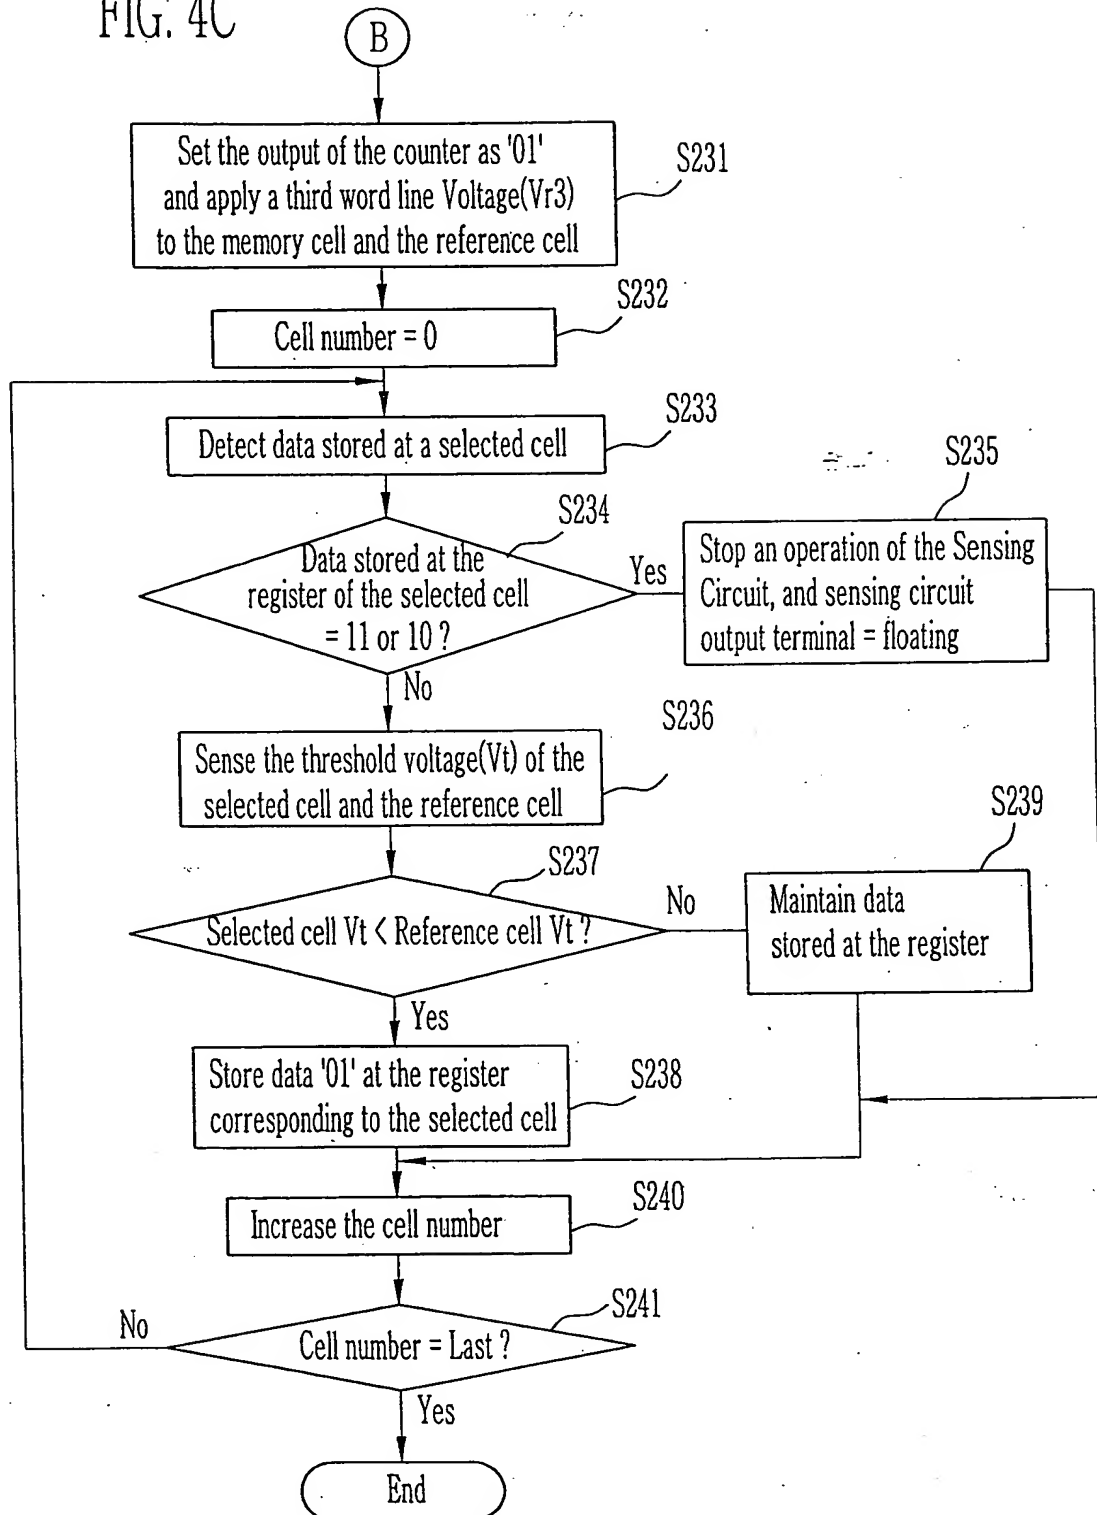 FIG. 4C
B
Set the output of the counter as '01'
and apply a third word line Voltage(Vr3)
to the memory cell and the reference cell
S231
S232
Cell number = 0
S233
Detect data stored at a selected cell
S234
Data stored at the
register of the selected cell
= 11 or 10 ?
Yes
S235
Stop an operation of the Sensing
Circuit, and sensing circuit
output terminal = floating
No
S236
Sense the threshold voltage(Vt) of the
selected cell and the reference cell
S237
Selected cell Vt < Reference cell Vt ?
No
S239
Maintain data
stored at the register
Yes
Store data '01' at the register
corresponding to the selected cell
S238
S240
Increase the cell number
S241
Cell number = Last ?
No
Yes
End